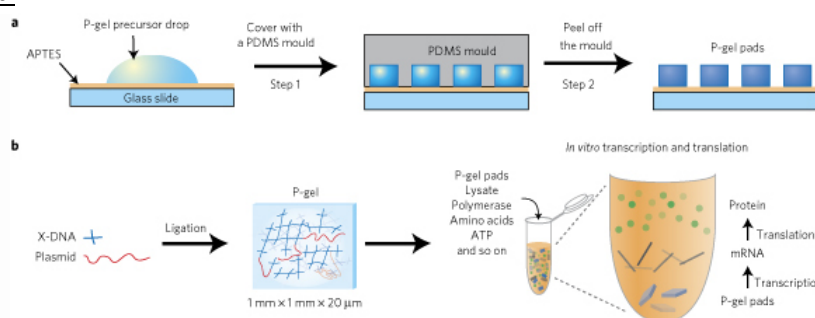 a
P-gel precursor drop
APTES
Glass slide
Cover with
a PDMS mould
Step 1
PDMS mould
Peel off
the mould
Step 2
P-gel pads
b
In vitro transcription and translation
X-DNA
Plasmid
Ligation
P-gel
1 mm × 1 mm × 20 μm
P-gel pads
Lysate
Polymerase
Amino acids
ATP
and so on
Protein
Translation
mRNA
Transcriptio
P-gel pads